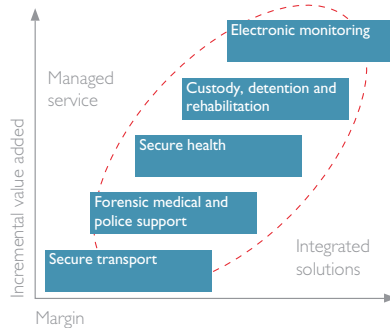 Electronic monitoring
Managed
service
Custody, detention and
rehabilitation
Secure health
Forensic medical and
police support
Integrated
solutions
Secure transport
Incremental value added
Margin